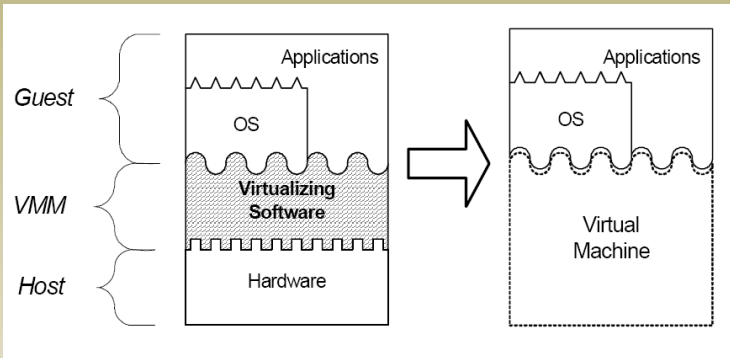 Guest
VMM
Host
Applications
OS
Virtualizing
Software
Hardware
Applications
OS
Virtual
Machine